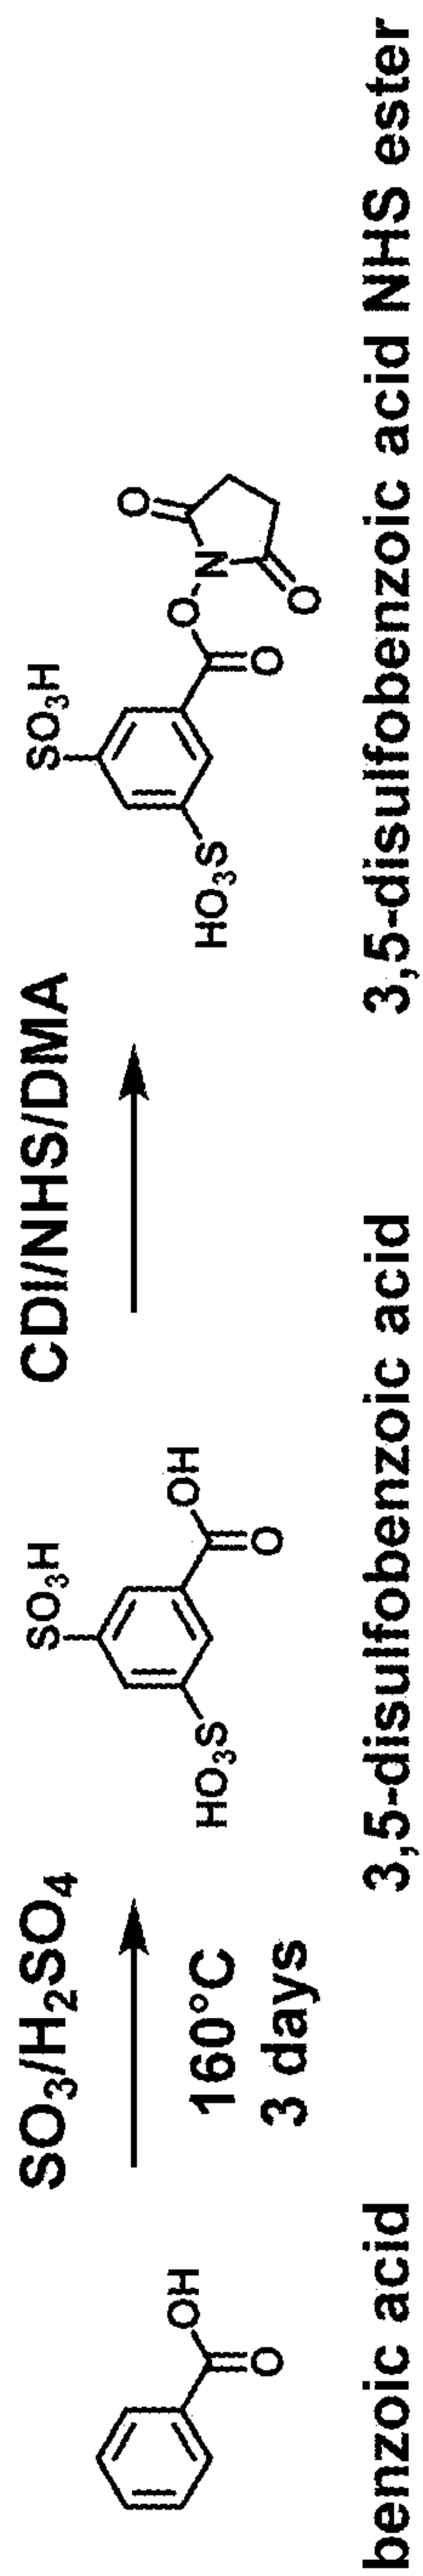 SO3/H2SO4
160°C
3 days
CDI/NHS/DMA
OH
O
SO3H
HO3S
OH
O
SO3H
HO3S
O
O
N
O
O
benzoic acid
3,5-disulfobenzoic acid
3,5-disulfobenzoic acid NHS ester